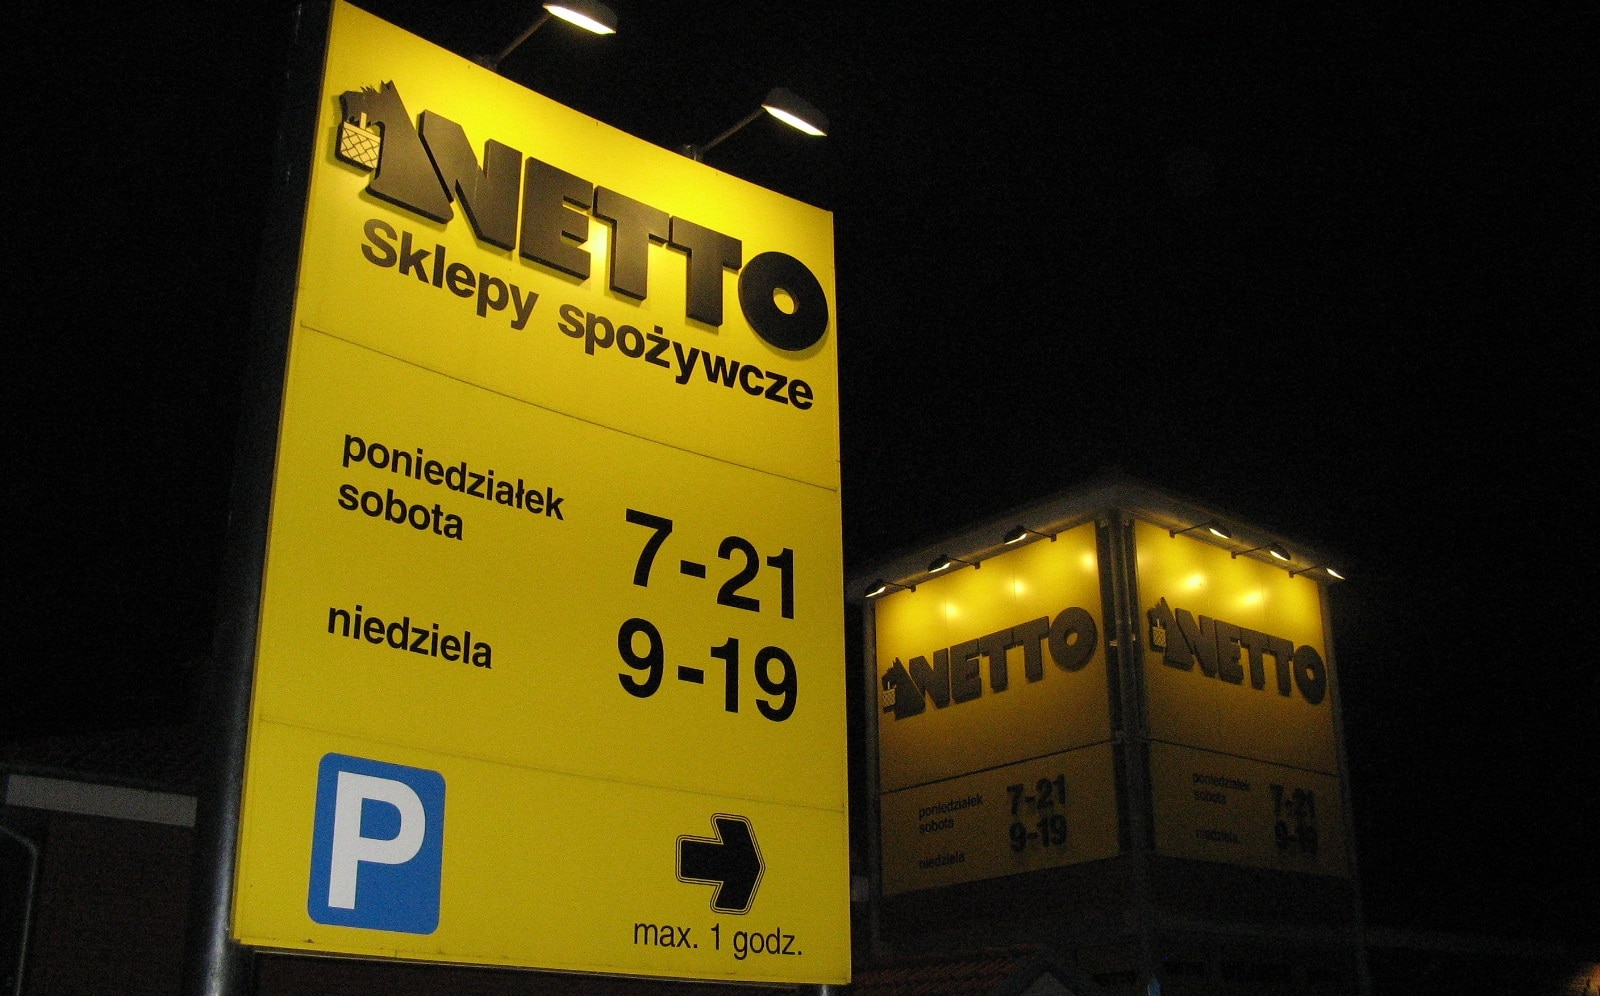 NETTO
Sklepy spożywcze
poniedziałek
sobota
7-21
niedziela
9-19
P
max. 1 godz.
NETTO
poniedziałek
sobota
7-21
niedziela
9-19
NETTO
poniedziałek
sobota
7-21
niedziela
9-19